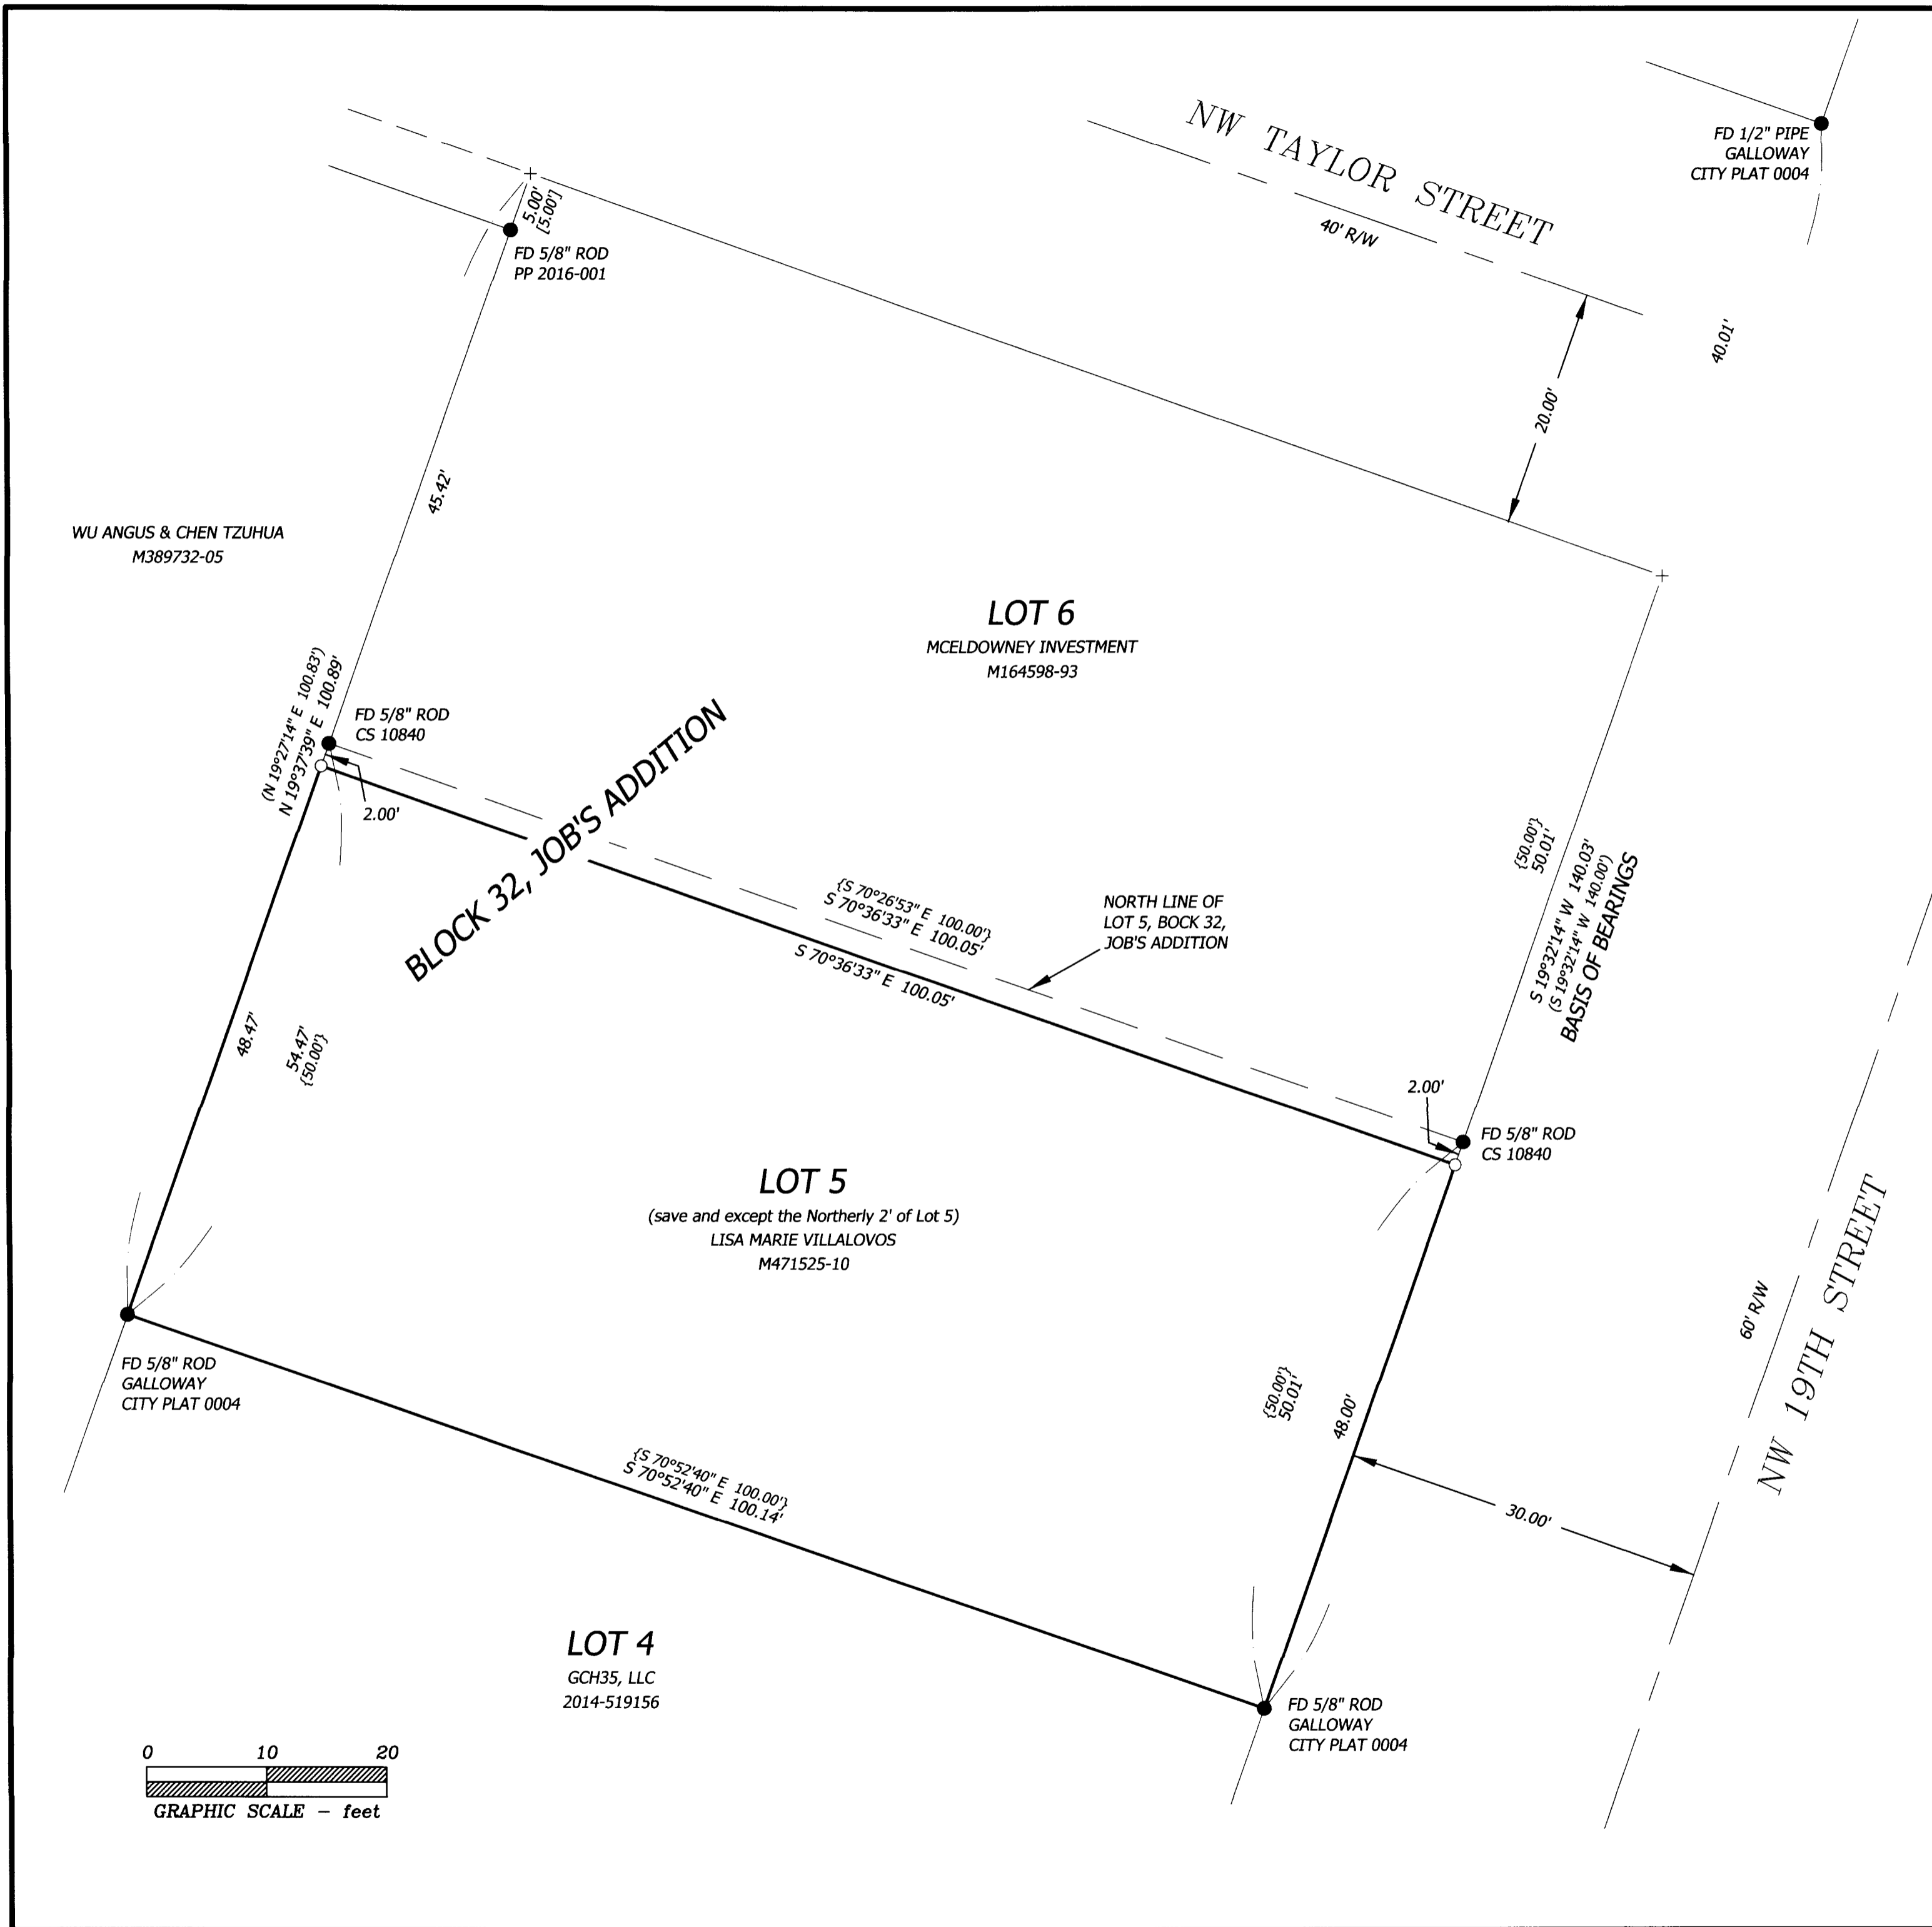 NW TAYLOR STREET
40' R/W
FD 1/2" PIPE
GALLOWAY
CITY PLAT 0004
5.00'
[5.00']
FD 5/8" ROD
PP 2016-001
40.01'
20.00'
45.42'
WU ANGUS & CHEN TZUHUA
M389732-05
LOT 6
MCELDOWNEY INVESTMENT
M164598-93
(N 19°27'14" E 100.83')
N 19°37'39" E 100.89'
FD 5/8" ROD
CS 10840
2.00'
BLOCK 32, JOB'S ADDITION
{S 70°26'53" E 100.00'}
S 70°36'33" E 100.05'
S 70°36'33" E 100.05'
NORTH LINE OF
LOT 5, BOCK 32,
JOB'S ADDITION
{50.00'}
50.01'
S 19°32'14" W 140.03'
(S 19°32'14" W 140.00')
BASIS OF BEARINGS
48.47'
54.47'
{50.00'}
2.00'
FD 5/8" ROD
CS 10840
LOT 5
(save and except the Northerly 2' of Lot 5)
LISA MARIE VILLALOVOS
M471525-10
60' R/W
NW 19TH STREET
FD 5/8" ROD
GALLOWAY
CITY PLAT 0004
{50.00'}
50.01'
48.00'
{S 70°52'40" E 100.00'}
S 70°52'40" E 100.14'
30.00'
LOT 4
GCH35, LLC
2014-519156
FD 5/8" ROD
GALLOWAY
CITY PLAT 0004
0 10 20
GRAPHIC SCALE - feet